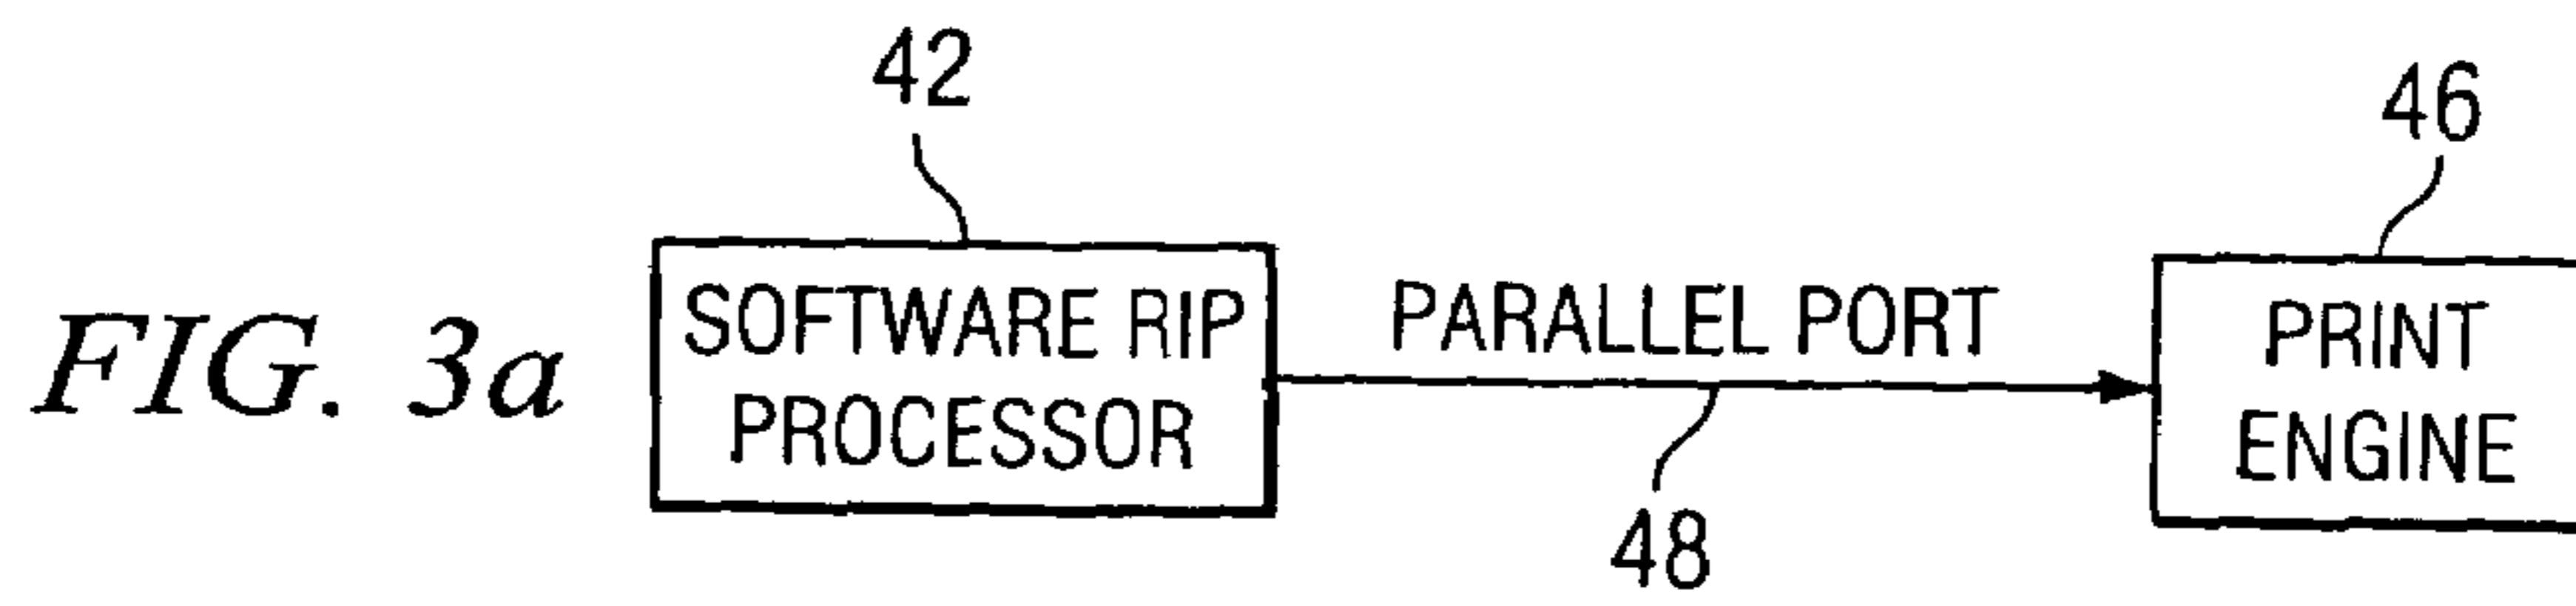 42
46
FIG. 3a
SOFTWARE RIP
PROCESSOR
PARALLEL PORT
PRINT
ENGINE
48